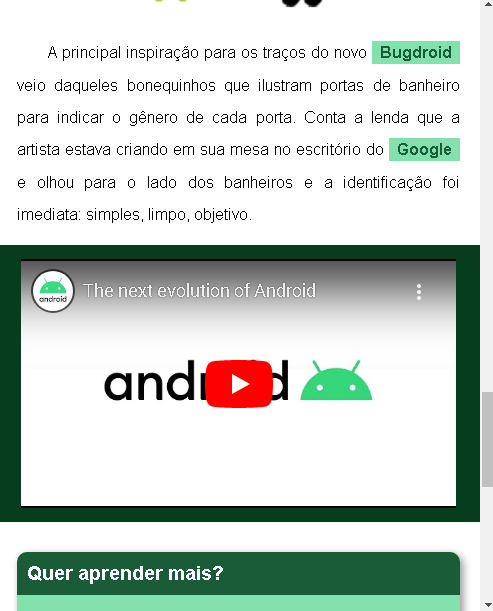 A principal inspiração para os traços do novo Bugdroid
veio daqueles bonequinhos que ilustram portas de banheiro
para indicar o gênero de cada porta. Conta a lenda que a
artista estava criando em sua mesa no escritório do Google
e olhou para o lado dos banheiros e a identificação foi
imediata: simples, limpo, objetivo.
android
The next evolution of Android
android
Quer aprender mais?